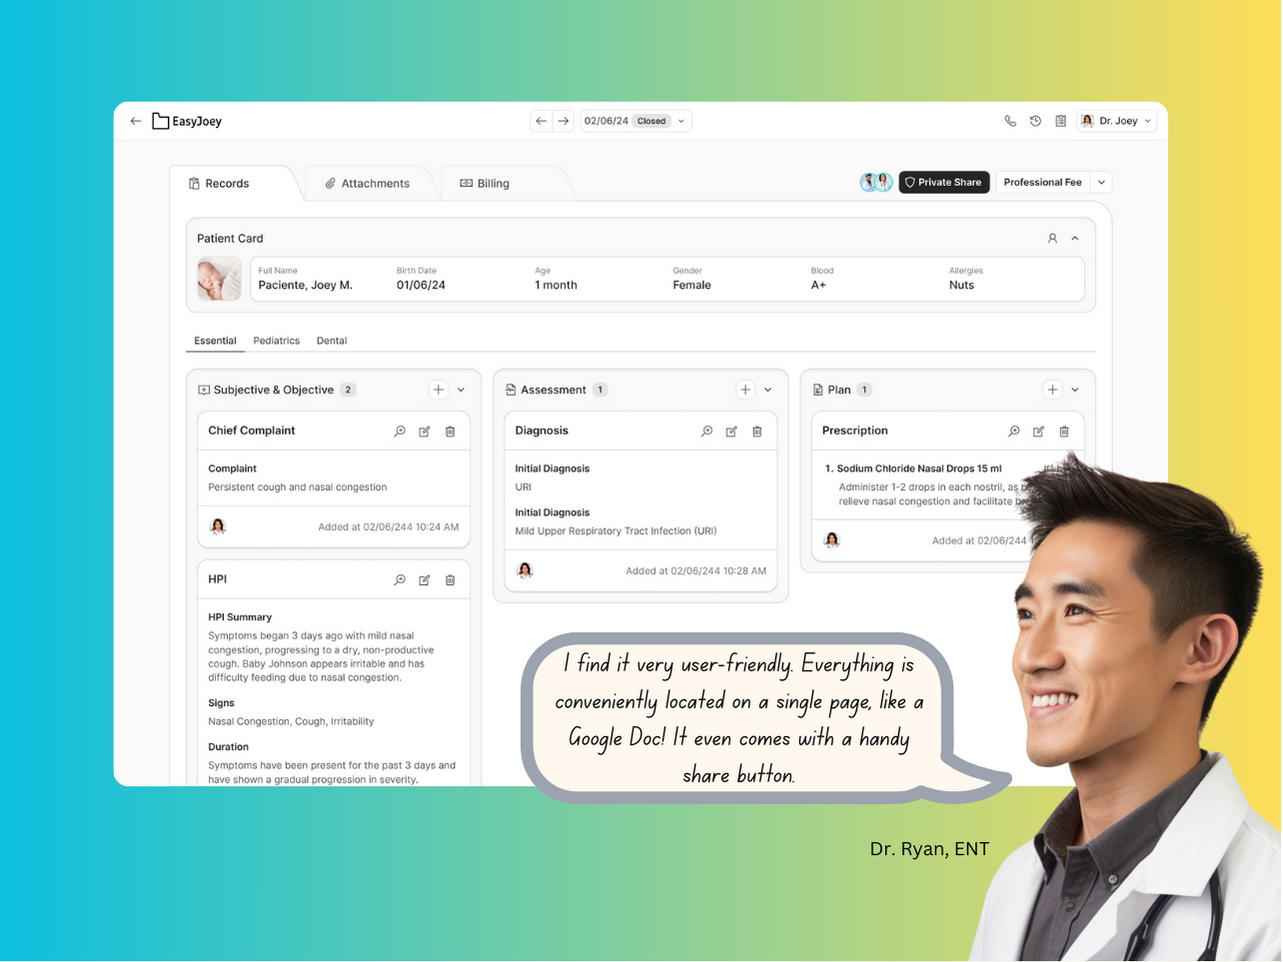 EasyJoey
02/06/24 Closed
Dr. Joey
Records
Attachments
Billing
Private Share
Professional Fee
Patient Card
Full Name
Paciente, Joey M.
Birth Date
01/06/24
Age
1 month
Gender
Female
Blood
A+
Allergies
Nuts
Essential
Pediatrics
Dental
Subjective & Objective 2
Chief Complaint
Complaint
Persistent cough and nasal congestion
Added at 02/06/244 10:24 AM
HPI
HPI Summary
Symptoms began 3 days ago with mild nasal
congestion, progressing to a dry, non-productive
cough. Baby Johnson appears irritable and has
difficulty feeding due to nasal congestion.
Signs
Nasal Congestion, Cough, Irritability
Duration
Symptoms have been present for the past 3 days and
have shown a gradual progression in severity.
Assessment 1
Diagnosis
Initial Diagnosis
URI
Initial Diagnosis
Mild Upper Respiratory Tract Infection (URI)
Added at 02/06/244 10:28 AM
Plan 1
Prescription
1. Sodium Chloride Nasal Drops 15 ml
Administer 1-2 drops in each nostril, as
relieve nasal congestion and facilitate
Added at 02/06/244
I find it very user-friendly. Everything is
conveniently located on a single page, like a
Google Doc! It even comes with a handy
share button.
Dr. Ryan, ENT